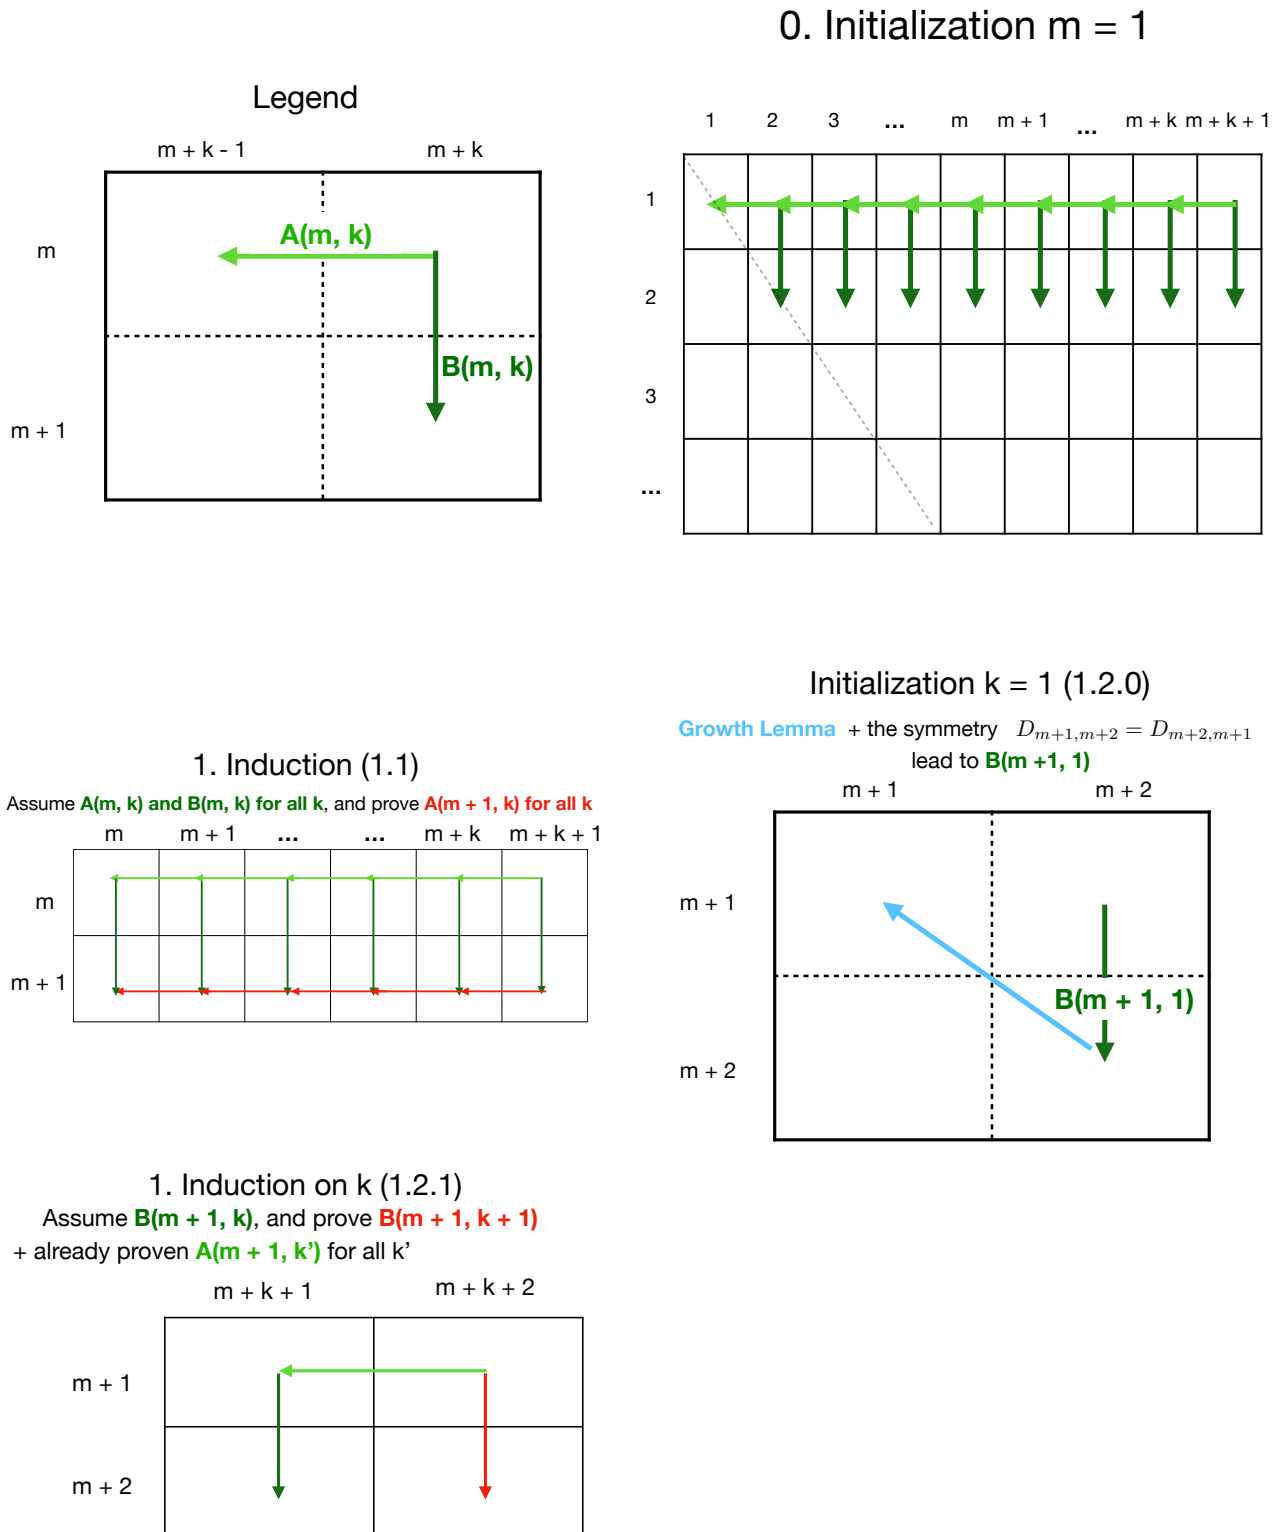 0. Initialization m = 1
Legend
m + k - 1 m + k
m
A(m, k)
B(m, k)
m + 1
1 2 3 ... m m + 1 ... m + k m + k + 1
1
2
3
...
Initialization k = 1 (1.2.0)
Growth Lemma + the symmetry D_{m+1,m+2} = D_{m+2,m+1}
lead to B(m +1, 1)
m + 1 m + 2
m + 1
B(m + 1, 1)
m + 2
1. Induction (1.1)
Assume A(m, k) and B(m, k) for all k, and prove A(m + 1, k) for all k
m m + 1 ... ... m + k m + k + 1
m
m + 1
1. Induction on k (1.2.1)
Assume B(m + 1, k), and prove B(m + 1, k + 1)
+ already proven A(m + 1, k’) for all k’
m + k + 1 m + k + 2
m + 1
m + 2